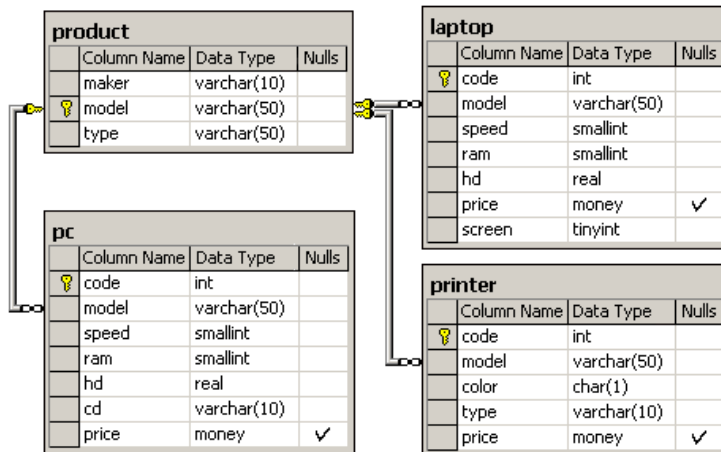 product
Column Name Data Type Nulls
maker varchar(10)
model varchar(50)
type varchar(50)
laptop
Column Name Data Type Nulls
code int
model varchar(50)
speed smallint
ram smallint
hd real
price money ✓
screen tinyint
pc
Column Name Data Type Nulls
code int
model varchar(50)
speed smallint
ram smallint
hd real
cd varchar(10)
price money ✓
printer
Column Name Data Type Nulls
code int
model varchar(50)
color char(1)
type varchar(10)
price money ✓